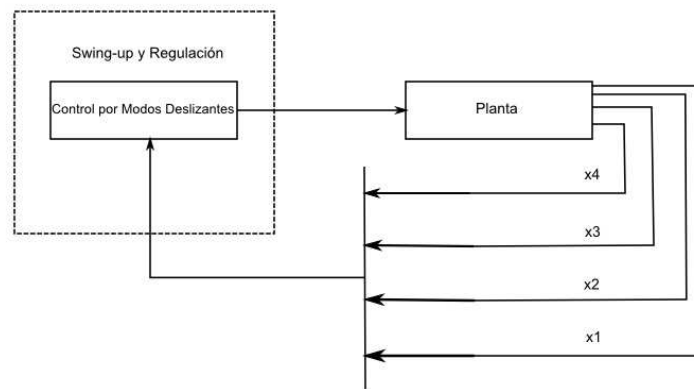 Swing-up y Regulación
Control por Modos Deslizantes
Planta
x4
x3
x2
x1